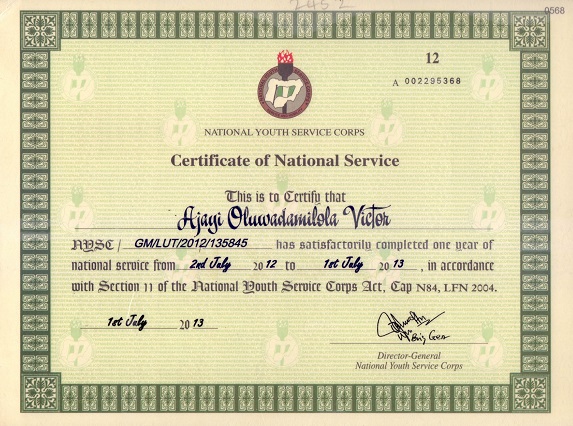 2452
0568
12
A 002295368
NATIONAL YOUTH SERVICE CORPS
Certificate of National Service
This is to Certify that
Ajayi Oluwadamilola Victor
NYSC/ GM/LUT/2012/135845 has satisfactorily completed one year of
national service from 2nd July 2012 to 1st July 2013, in accordance
with Section 11 of the National Youth Service Corps Act, Cap N84, LFN 2004.
1st July 2013
Brig Gen
Director-General
National Youth Service Corps